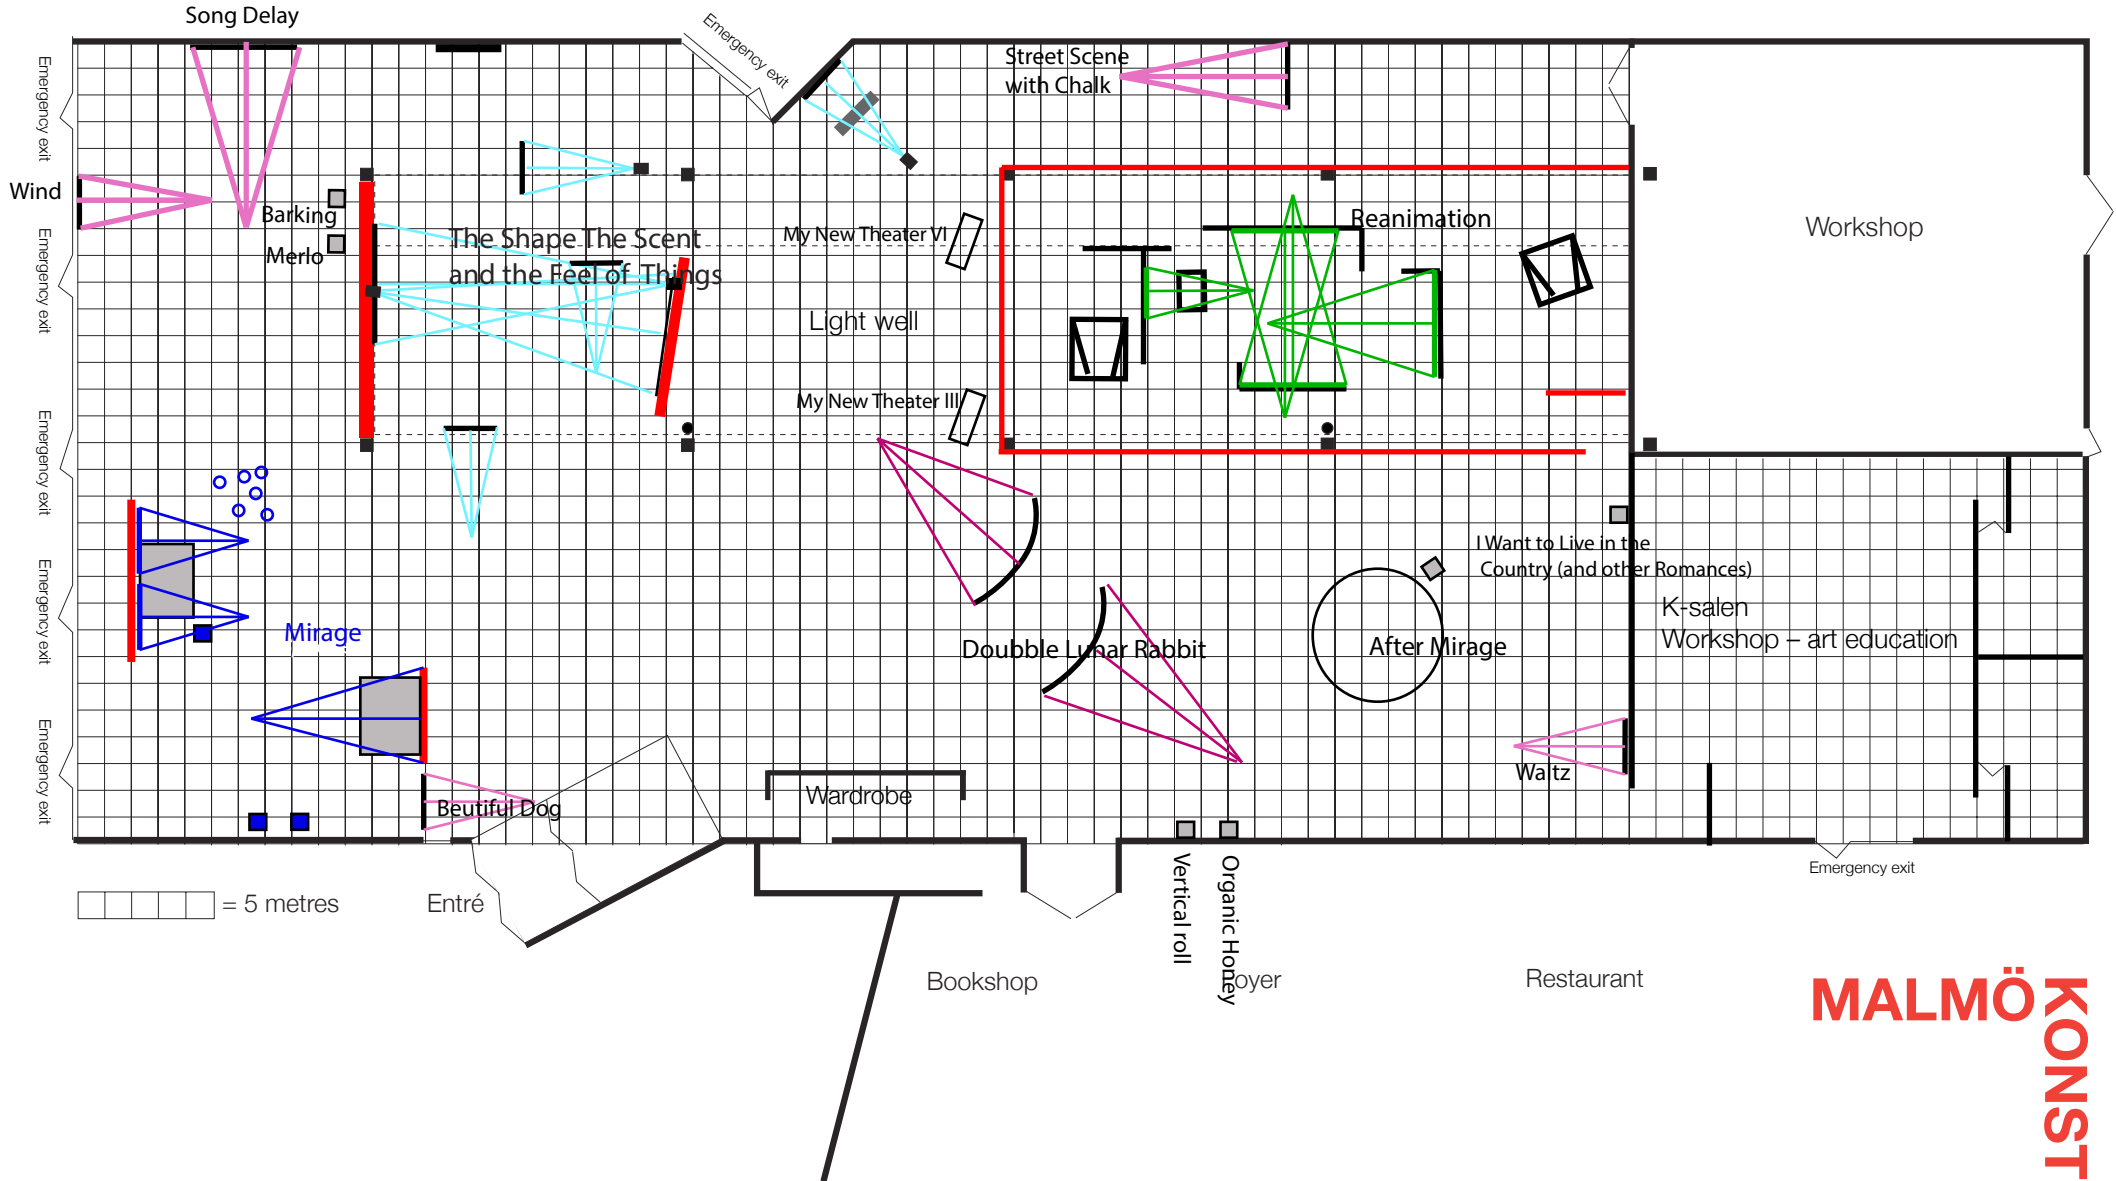 Song Delay
Emergency exit
Emergency exit
Street Scene
with Chalk
Wind
Barking
Merlo
The Shape The Scent
and the Feel of Things
My New Theater VI
Reanimation
Workshop
Emergency exit
Light well
My New Theater III
Emergency exit
I Want to Live in the
Country (and other Romances)
K-salen
Workshop – art education
Emergency exit
Mirage
Doubble Lunar Rabbit
After Mirage
Emergency exit
Waltz
Beutiful Dog
Wardrobe
Emergency exit
= 5 metres
Entré
Vertical roll
Organic Honey
Bookshop
oyer
Restaurant
MALMÖ
KONST